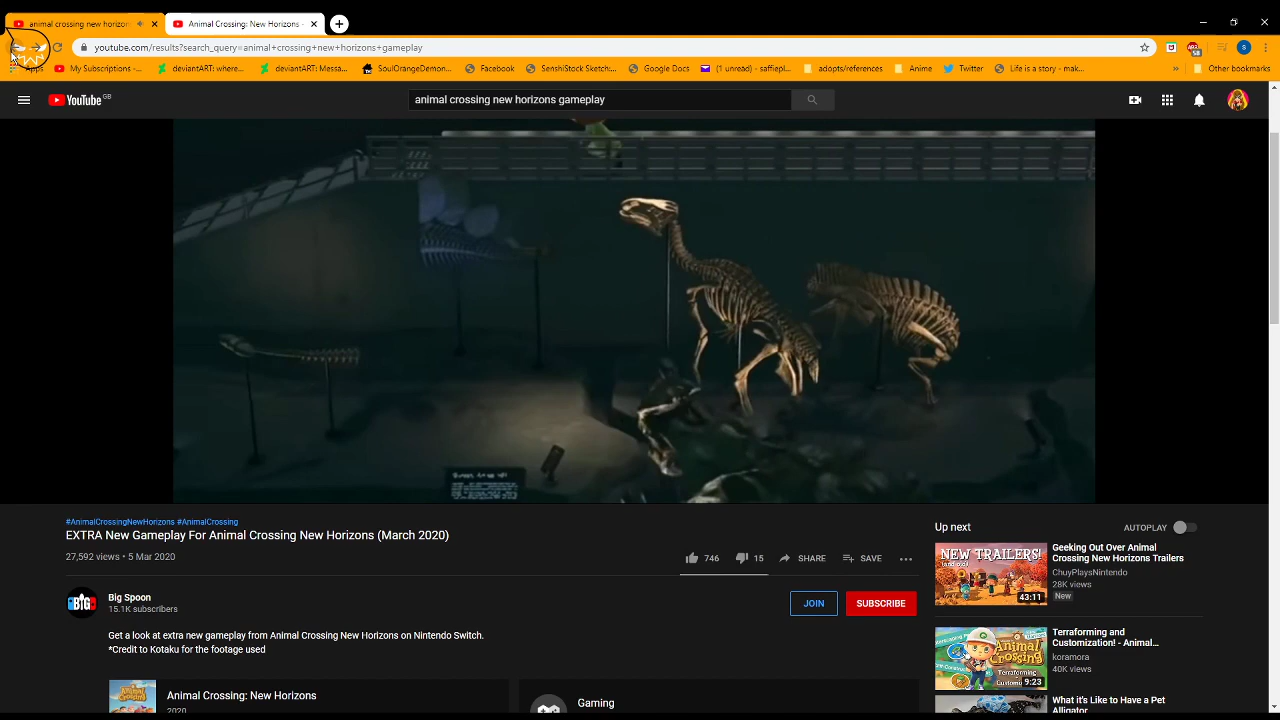 animal crossing new horizon
Animal Crossing: New Horizons -
youtube.com/results?search_query=animal+crossing+new+horizons+gameplay
Apps
My Subscriptions -...
deviantART: where...
deviantART: Messa...
SoulOrangeDemon...
Facebook
SenshiStock Sketch:...
Google Docs
(1 unread) - saffiepl...
adopts/references
Anime
Twitter
Life is a story - mak...
»
Other bookmarks
YouTube GB
animal crossing new horizons gameplay
#AnimalCrossingNewHorizons #AnimalCrossing
EXTRA New Gameplay For Animal Crossing New Horizons (March 2020)
27,592 views • 5 Mar 2020
746
15
SHARE
SAVE
BIG
Big Spoon
15.1K subscribers
JOIN
SUBSCRIBE
Get a look at extra new gameplay from Animal Crossing New Horizons on Nintendo Switch.
*Credit to Kotaku for the footage used
Animal Crossing: New Horizons
2020
Gaming
Up next
AUTOPLAY
NEW TRAILERS!
43:11
Geeking Out Over Animal
Crossing New Horizons Trailers
ChuyPlaysNintendo
28K views
New
ANIMAL CROSSING
9:23
Terraforming and
Customization! - Animal...
koramora
40K views
What it's Like to Have a Pet
Alligator